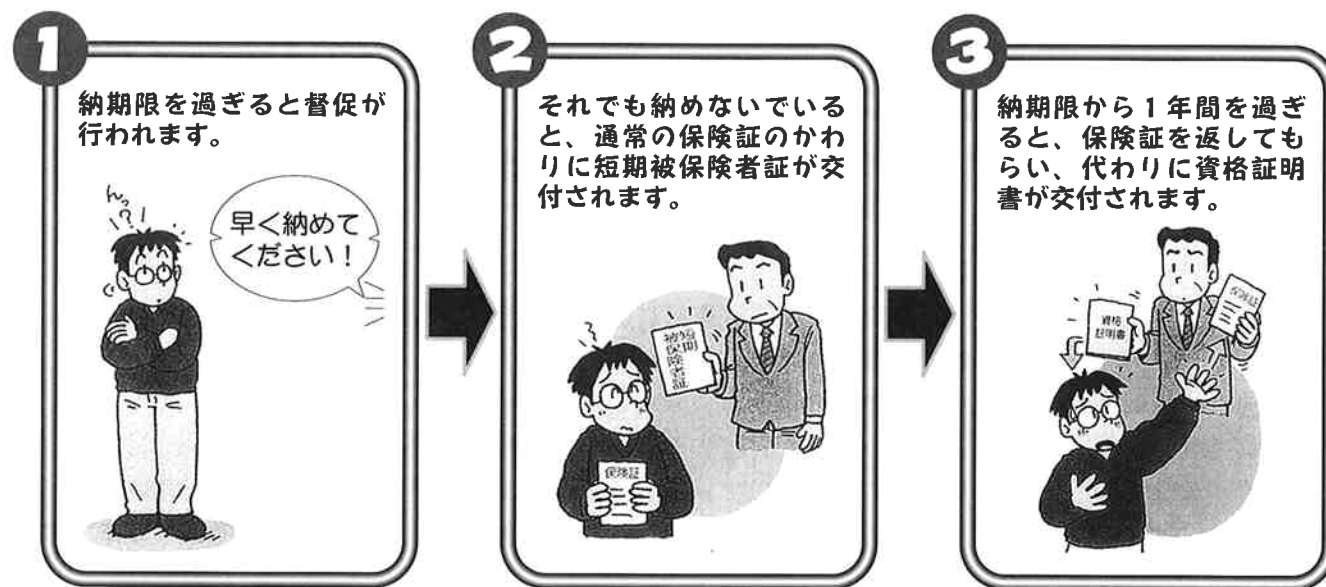 1
納期限を過ぎると督促が
行われます。
んっ
!?!
早く納めて
ください！
2
それでも納めないでいる
と、通常の保険証のかわ
りに短期被保険者証が交
付されます。
短期
被保険者証
保険証
3
納期限から１年間を過ぎ
ると、保険証を返しても
らい、代わりに資格証明
書が交付されます。
資格
証明書
保険証